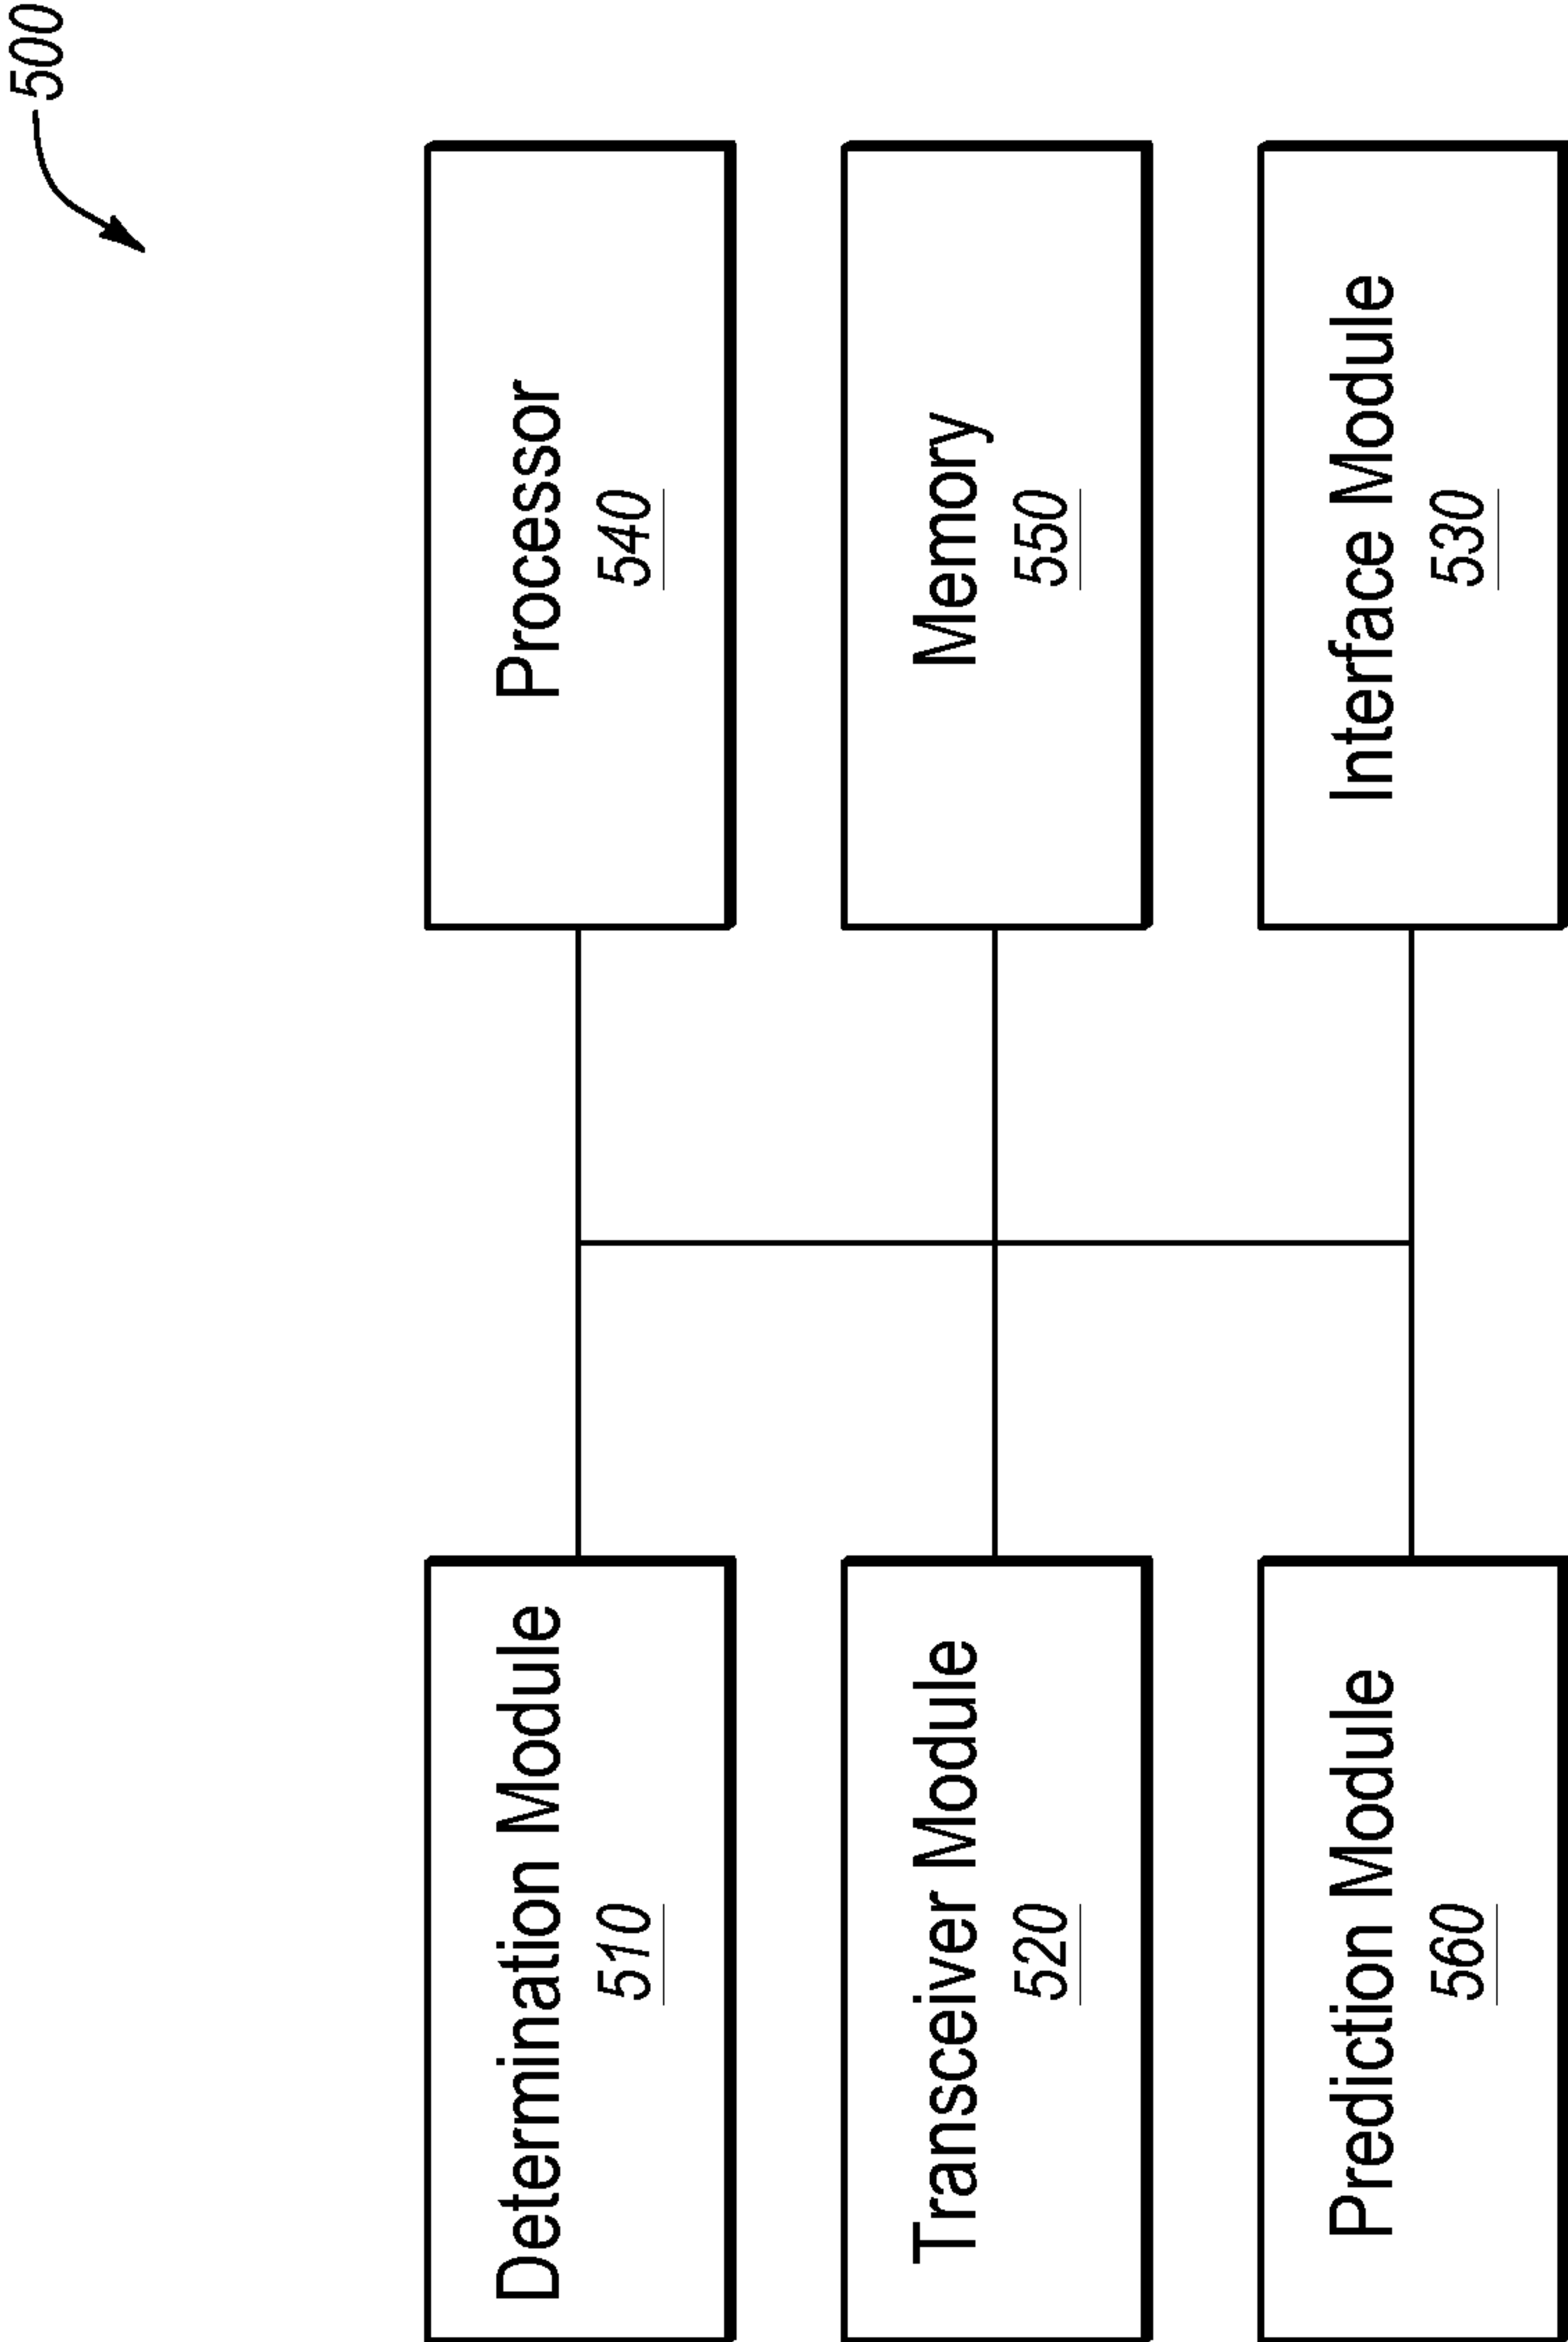 500
Determination Module
510
Processor
540
Transceiver Module
520
Memory
550
Prediction Module
560
Interface Module
530